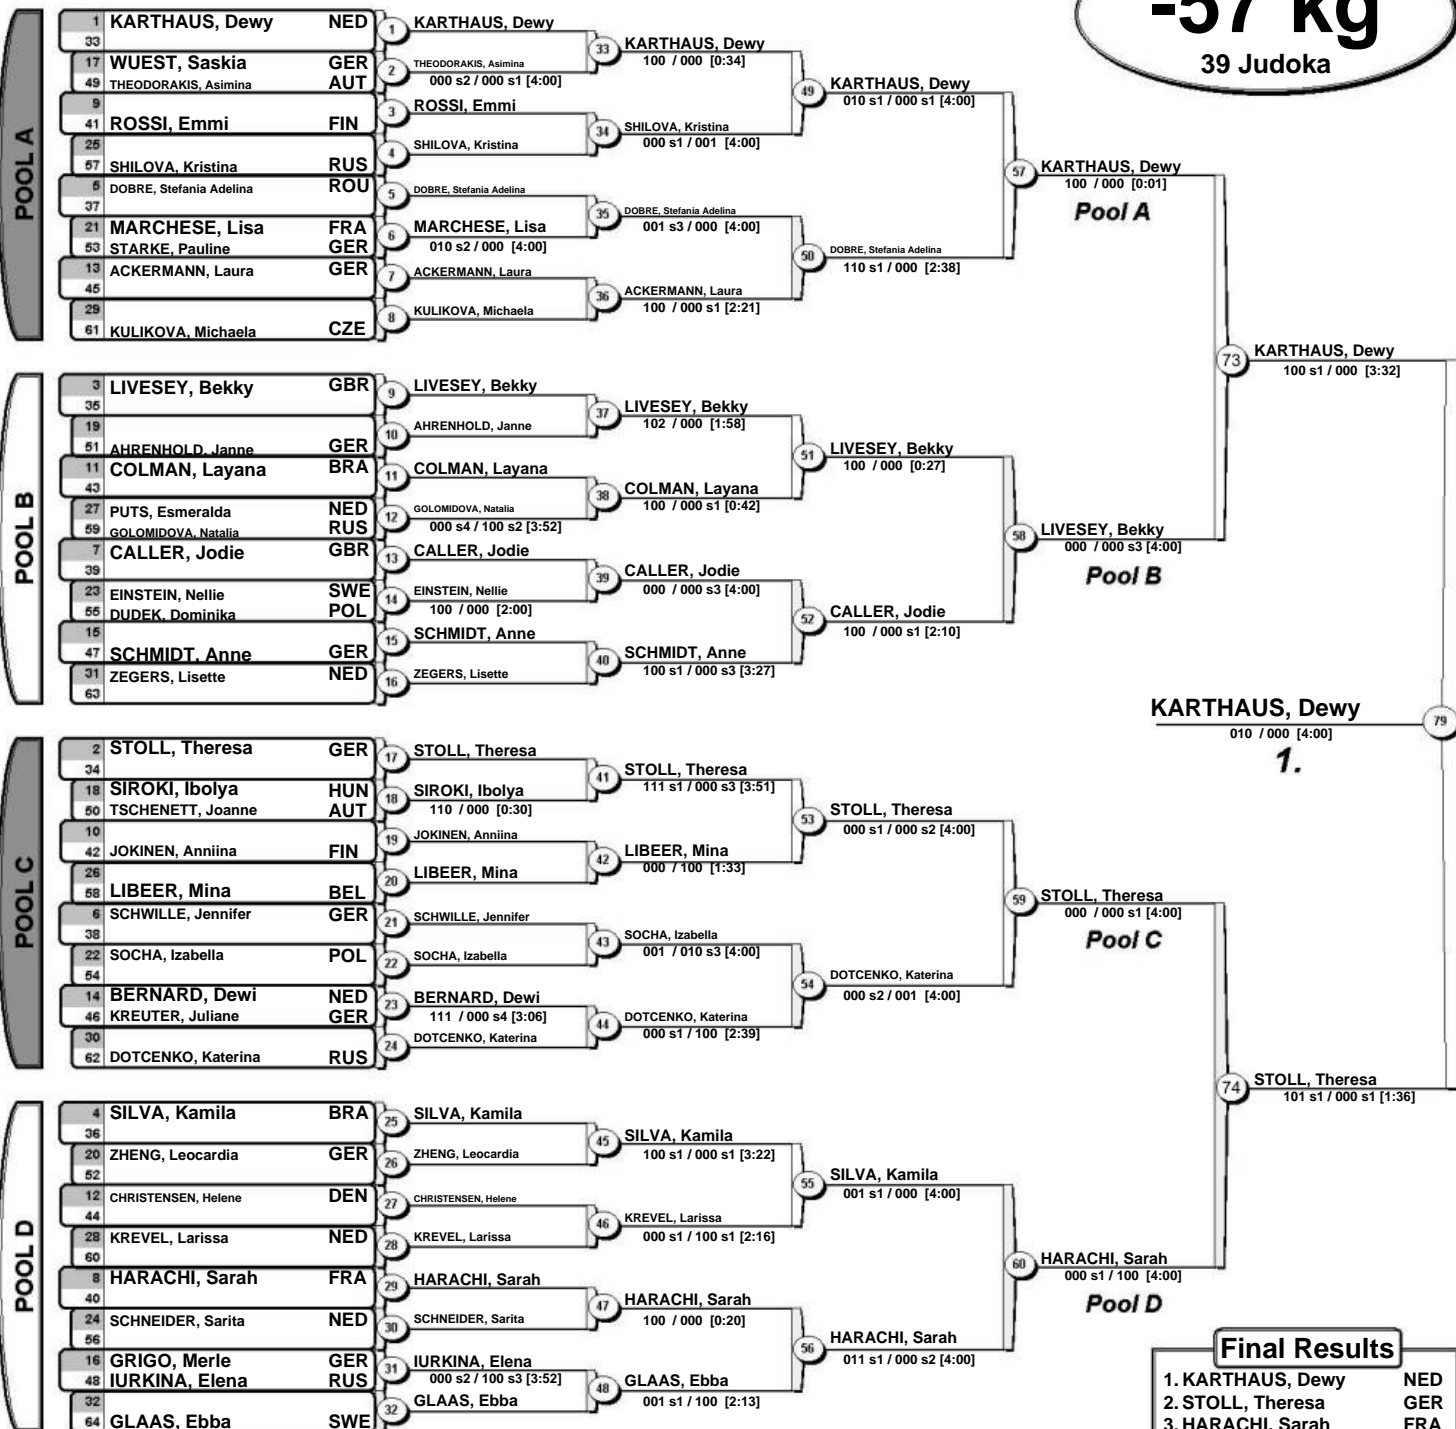 -57 kg
39 Judoka
POOL A
1 KARTHAUS, Dewy NED
33
17 WUEST, Saskia GER
49 THEODORAKIS, Asimina AUT
9
41 ROSSI, Emmi FIN
25
57 SHILOVA, Kristina RUS
5 DOBRE, Stefania Adelina ROU
37
21 MARCHESE, Lisa FRA
53 STARKE, Pauline GER
13 ACKERMANN, Laura GER
45
29
61 KULIKOVA, Michaela CZE
1 KARTHAUS, Dewy
2 THEODORAKIS, Asimina
000 s2 / 000 s1 [4:00]
3 ROSSI, Emmi
4 SHILOVA, Kristina
5 DOBRE, Stefania Adelina
6 MARCHESE, Lisa
010 s2 / 000 [4:00]
7 ACKERMANN, Laura
8 KULIKOVA, Michaela
33 KARTHAUS, Dewy
100 / 000 [0:34]
34 SHILOVA, Kristina
000 s1 / 001 [4:00]
35 DOBRE, Stefania Adelina
001 s3 / 000 [4:00]
36 ACKERMANN, Laura
100 / 000 s1 [2:21]
49 KARTHAUS, Dewy
010 s1 / 000 s1 [4:00]
50 DOBRE, Stefania Adelina
110 s1 / 000 [2:38]
57 KARTHAUS, Dewy
100 / 000 [0:01]
Pool A
POOL B
3 LIVESEY, Bekky GBR
35
19
51 AHRENHOLD, Janne GER
11 COLMAN, Layana BRA
43
27 PUTS, Esmeralda NED
59 GOLOMIDOVA, Natalia RUS
7 CALLER, Jodie GBR
39
23 EINSTEIN, Nellie SWE
55 DUDEK, Dominika POL
15
47 SCHMIDT, Anne GER
31 ZEGERS, Lisette NED
63
9 LIVESEY, Bekky
10 AHRENHOLD, Janne
11 COLMAN, Layana
12 GOLOMIDOVA, Natalia
000 s4 / 100 s2 [3:52]
13 CALLER, Jodie
14 EINSTEIN, Nellie
100 / 000 [2:00]
15 SCHMIDT, Anne
16 ZEGERS, Lisette
37 LIVESEY, Bekky
102 / 000 [1:58]
38 COLMAN, Layana
100 / 000 s1 [0:42]
39 CALLER, Jodie
000 / 000 s3 [4:00]
40 SCHMIDT, Anne
100 s1 / 000 s3 [3:27]
51 LIVESEY, Bekky
100 / 000 [0:27]
52 CALLER, Jodie
100 / 000 s1 [2:10]
58 LIVESEY, Bekky
000 / 000 s3 [4:00]
Pool B
73 KARTHAUS, Dewy
100 s1 / 000 [3:32]
KARTHAUS, Dewy 79
010 / 000 [4:00]
1.
POOL C
2 STOLL, Theresa GER
34
18 SIROKI, Ibolya HUN
50 TSCHENETT, Joanne AUT
10
42 JOKINEN, Anniina FIN
26
58 LIBEER, Mina BEL
6 SCHWILLE, Jennifer GER
38
22 SOCHA, Izabella POL
54
14 BERNARD, Dewi NED
46 KREUTER, Juliane GER
30
62 DOTCENKO, Katerina RUS
17 STOLL, Theresa
18 SIROKI, Ibolya
110 / 000 [0:30]
19 JOKINEN, Anniina
20 LIBEER, Mina
21 SCHWILLE, Jennifer
22 SOCHA, Izabella
23 BERNARD, Dewi
111 / 000 s4 [3:06]
24 DOTCENKO, Katerina
41 STOLL, Theresa
111 s1 / 000 s3 [3:51]
42 LIBEER, Mina
000 / 100 [1:33]
43 SOCHA, Izabella
001 / 010 s3 [4:00]
44 DOTCENKO, Katerina
000 s1 / 100 [2:39]
53 STOLL, Theresa
000 s1 / 000 s2 [4:00]
54 DOTCENKO, Katerina
000 s2 / 001 [4:00]
59 STOLL, Theresa
000 / 000 s1 [4:00]
Pool C
POOL D
4 SILVA, Kamila BRA
36
20 ZHENG, Leocardia GER
52
12 CHRISTENSEN, Helene DEN
44
28 KREVEL, Larissa NED
60
8 HARACHI, Sarah FRA
40
24 SCHNEIDER, Sarita NED
56
16 GRIGO, Merle GER
48 IURKINA, Elena RUS
32
64 GLAAS, Ebba SWE
25 SILVA, Kamila
26 ZHENG, Leocardia
27 CHRISTENSEN, Helene
28 KREVEL, Larissa
29 HARACHI, Sarah
30 SCHNEIDER, Sarita
31 IURKINA, Elena
000 s2 / 100 s3 [3:52]
32 GLAAS, Ebba
45 SILVA, Kamila
100 s1 / 000 s1 [3:22]
46 KREVEL, Larissa
000 s1 / 100 s1 [2:16]
47 HARACHI, Sarah
100 / 000 [0:20]
48 GLAAS, Ebba
001 s1 / 100 [2:13]
55 SILVA, Kamila
001 s1 / 000 [4:00]
56 HARACHI, Sarah
011 s1 / 000 s2 [4:00]
60 HARACHI, Sarah
000 s1 / 100 [4:00]
Pool D
74 STOLL, Theresa
101 s1 / 000 s1 [1:36]
Final Results
1. KARTHAUS, Dewy NED
2. STOLL, Theresa GER
3. HARACHI, Sarah FRA